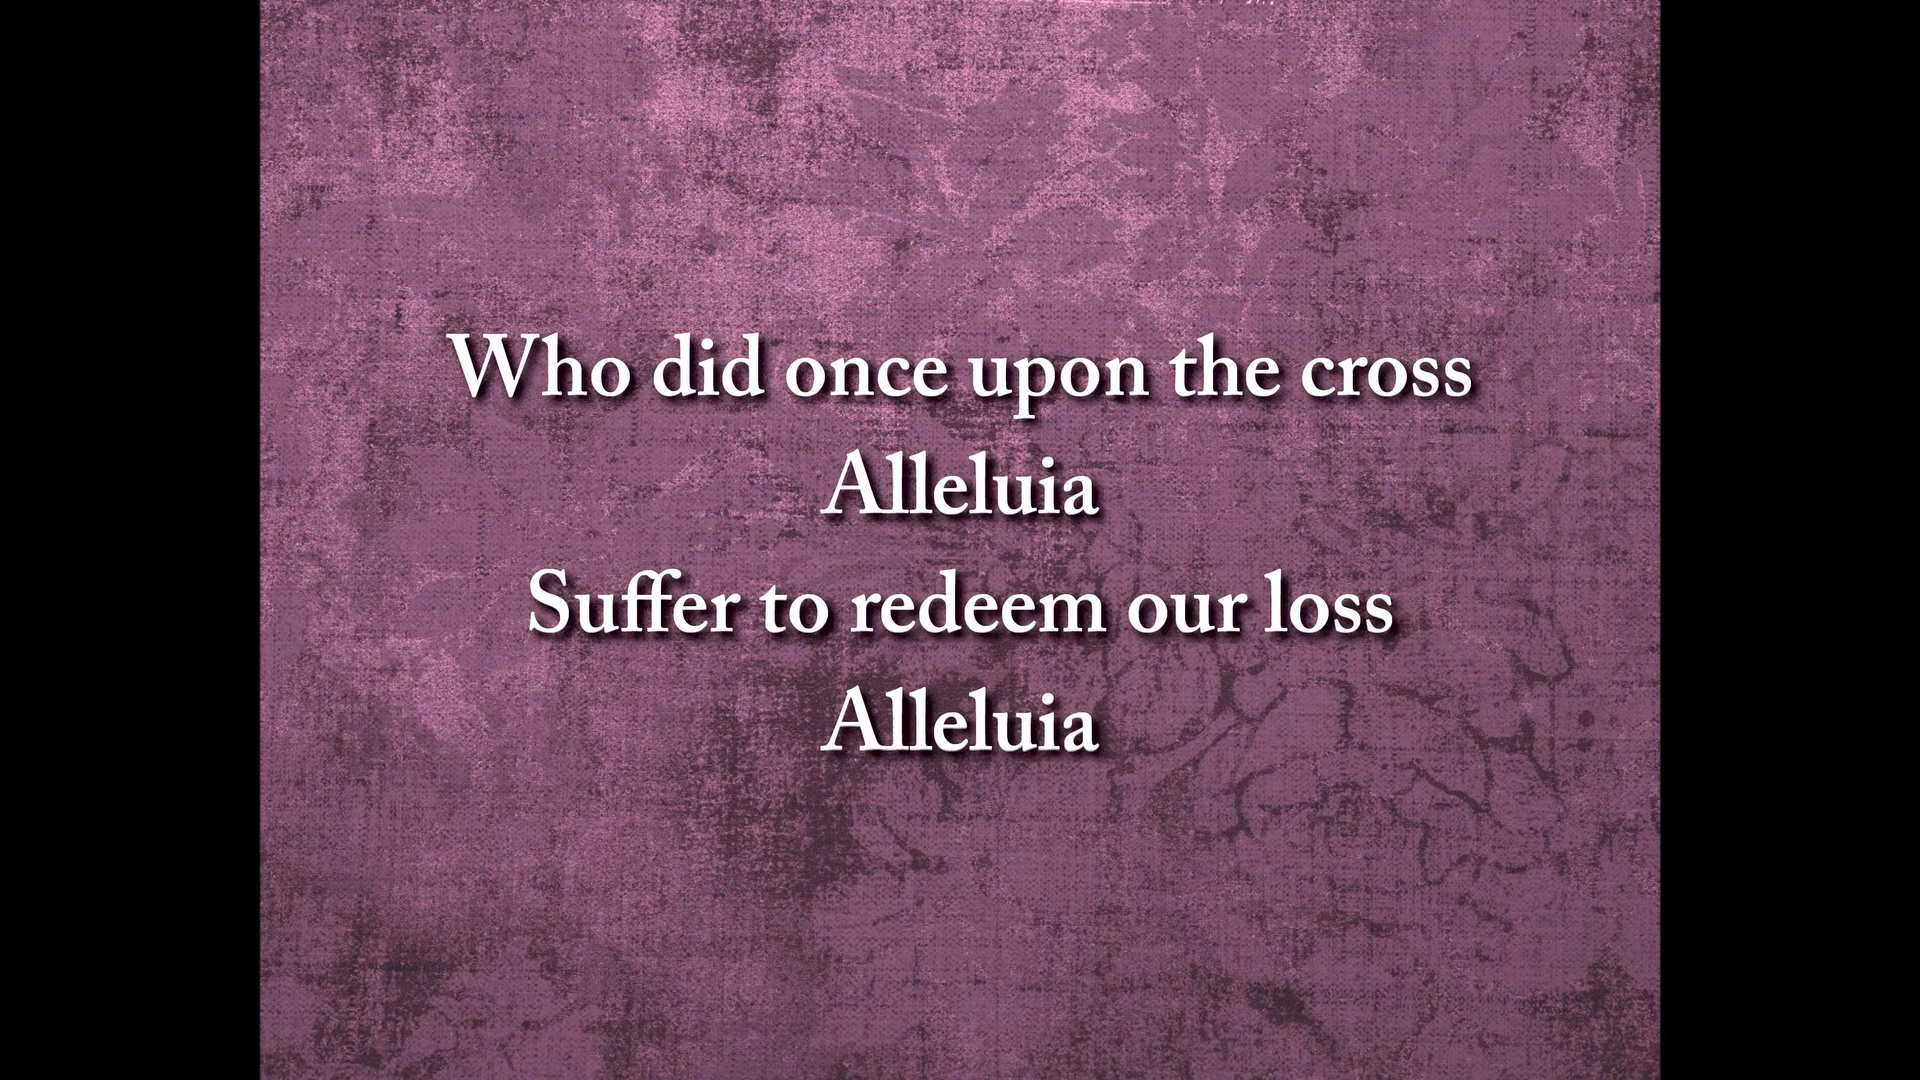 Who did once upon the cross
Alleluia
Suffer to redeem our loss
Alleluia